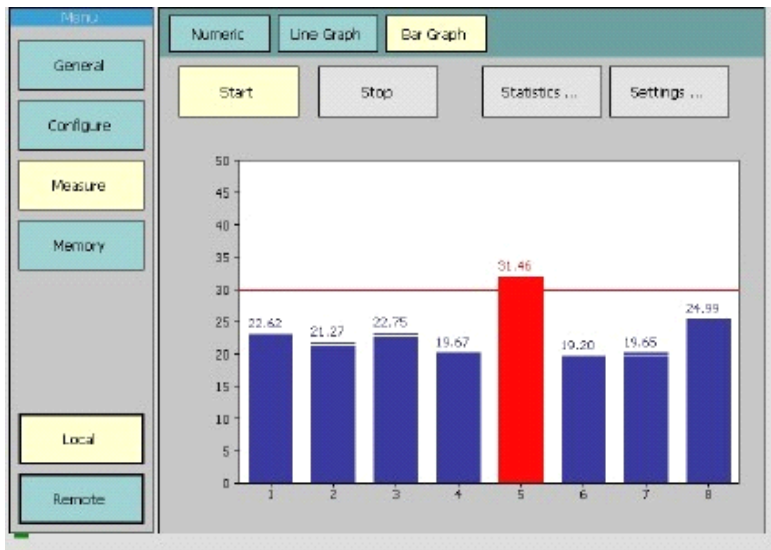 Menu
General
Configure
Measure
Memory
Local
Remote
Numeric
Line Graph
Bar Graph
Start
Stop
Statistics ...
Settings ...
50
45
40
35
30
25
20
15
10
5
0
22.62
21.27
22.75
19.67
31.46
19.20
19.65
24.99
1
2
3
4
5
6
7
8